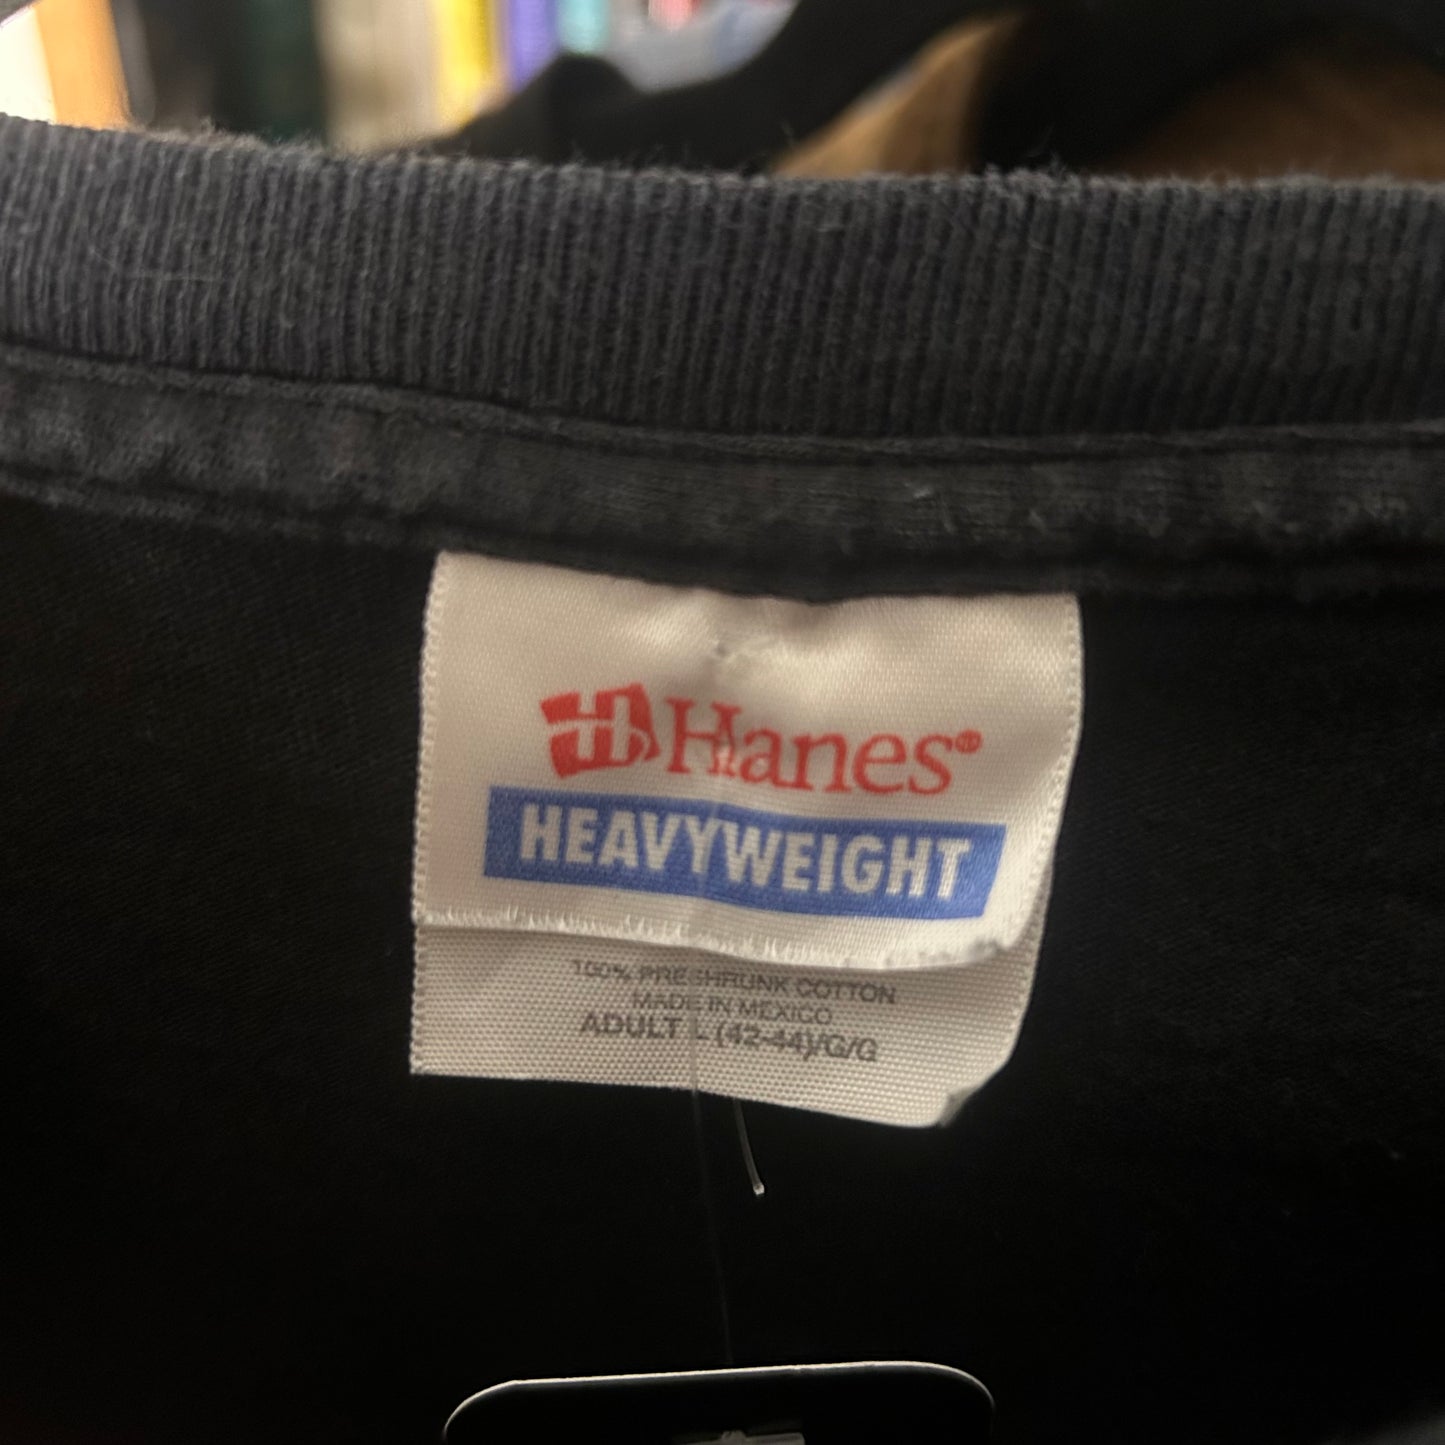 H Hanes®
HEAVYWEIGHT
100% PRESHRUNK COTTON
MADE IN MEXICO
ADULT L (42-44)/G/G